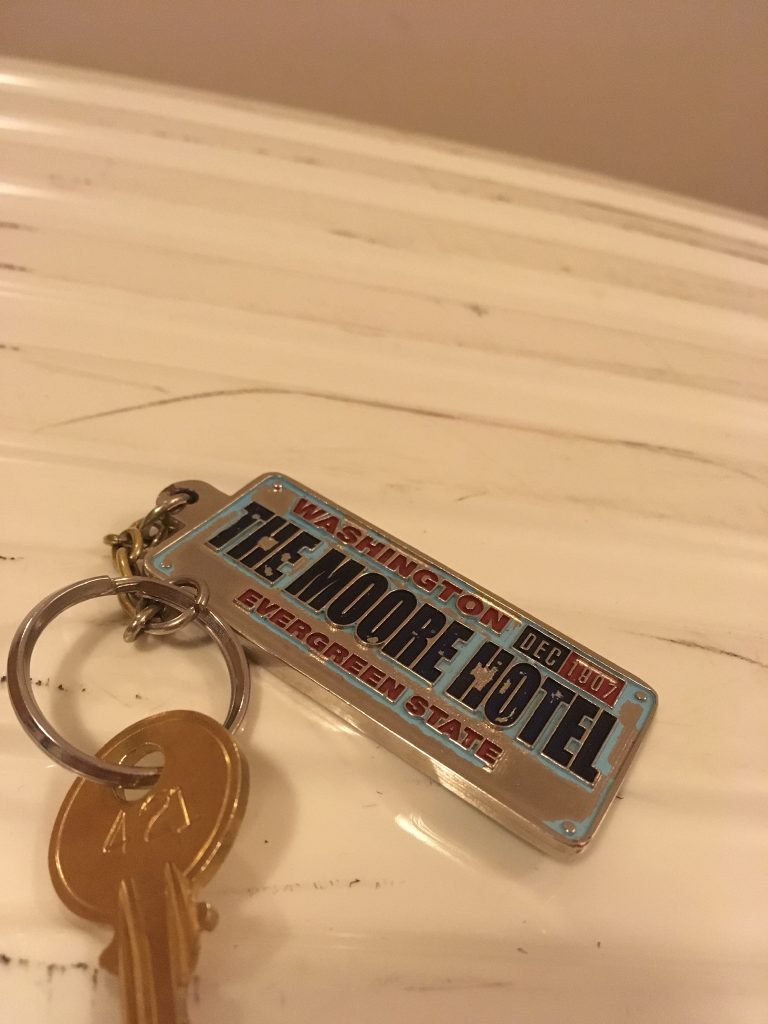 WASHINGTON
DEC 1907
THE MOORE HOTEL
EVERGREEN STATE